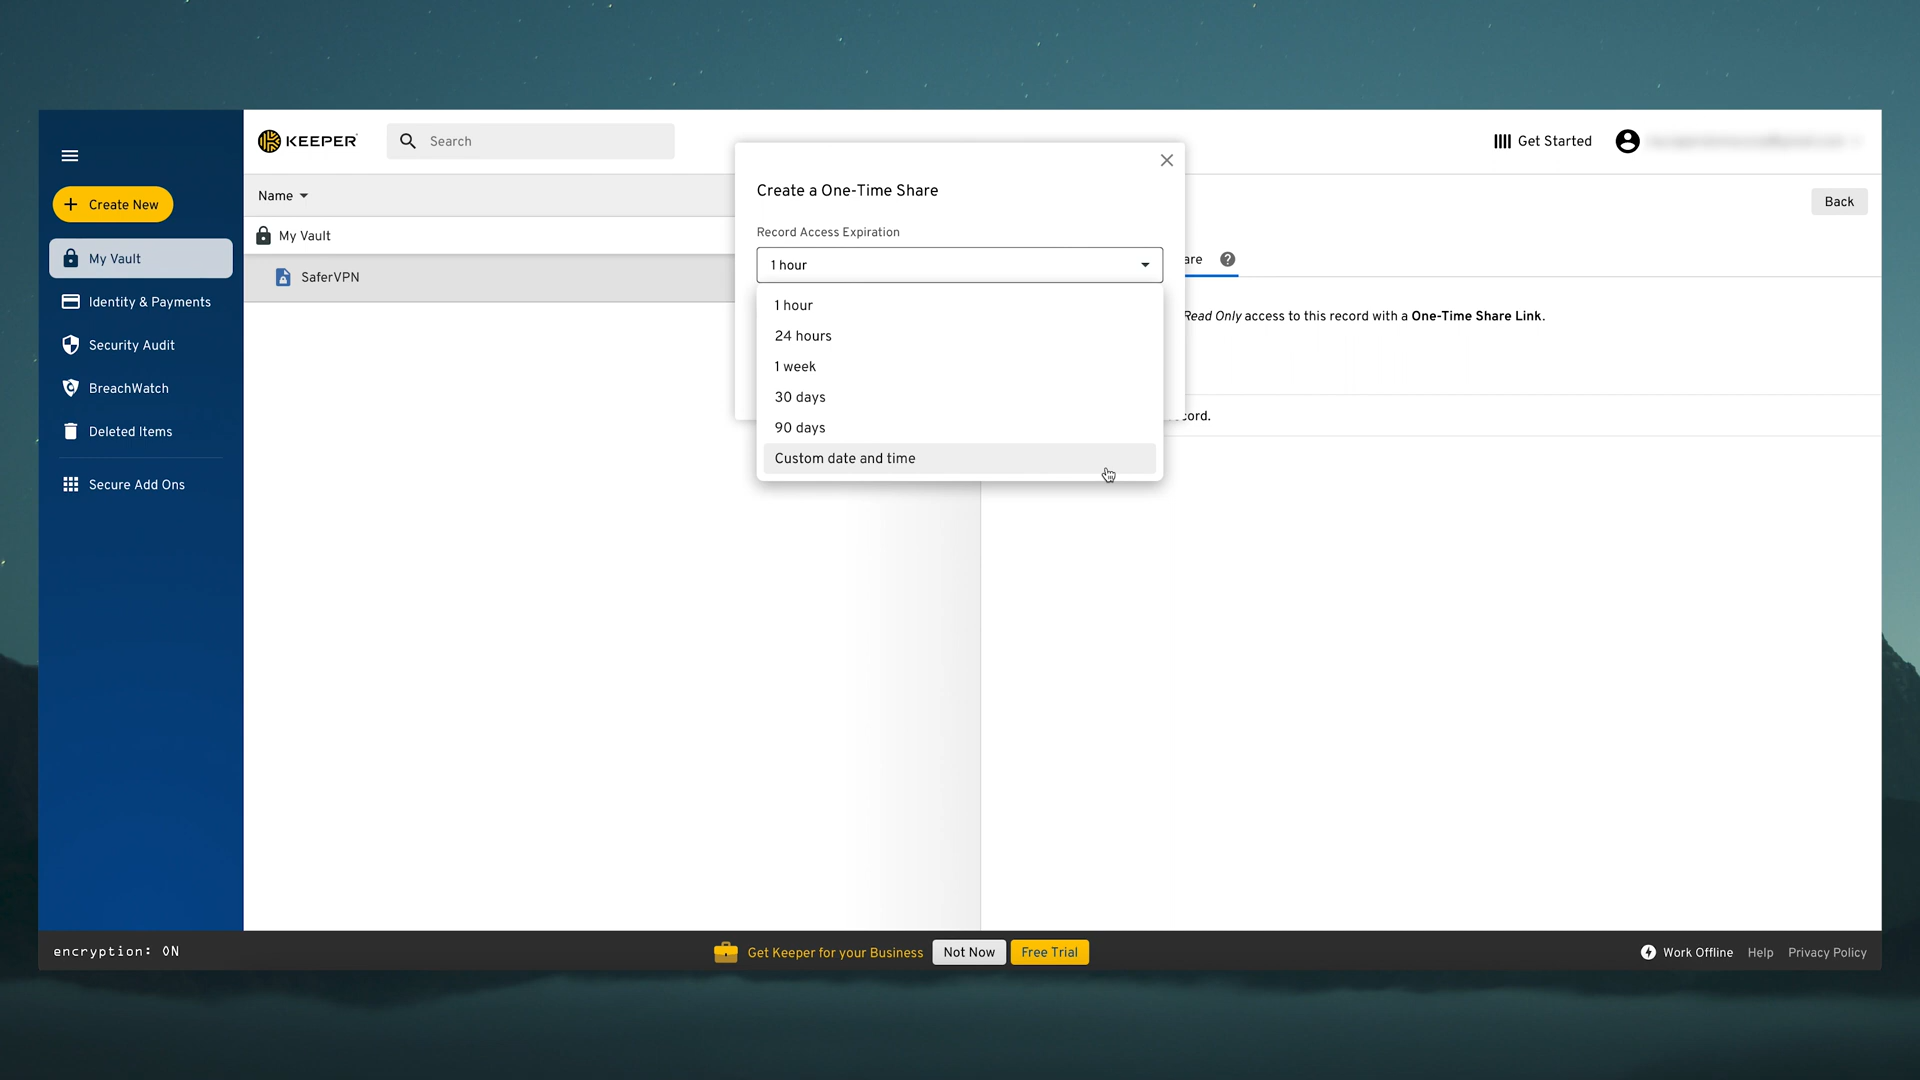 KEEPER
Search
Get Started
Create New
My Vault
Identity & Payments
Security Audit
BreachWatch
Deleted Items
Secure Add Ons
Name
My Vault
SaferVPN
Create a One-Time Share
Record Access Expiration
1 hour
1 hour
24 hours
1 week
30 days
90 days
Custom date and time
Back
are
Read Only access to this record with a One-Time Share Link.
cord.
encryption: ON
Get Keeper for your Business
Not Now
Free Trial
Work Offline
Help
Privacy Policy